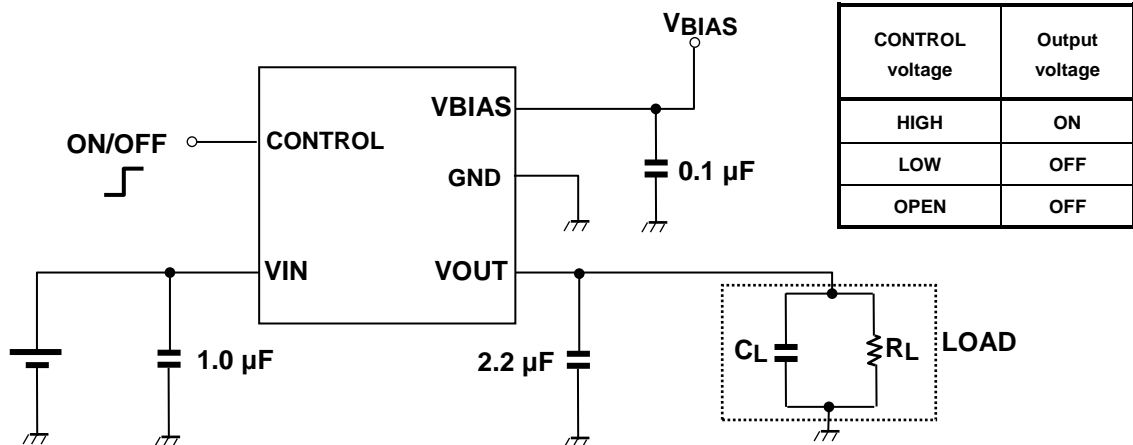 VBIAS
CONTROL voltage
Output voltage
HIGH
ON
LOW
OFF
OPEN
OFF
ON/OFF
CONTROL
VBIAS
GND
0.1 µF
VIN
VOUT
1.0 µF
2.2 µF
CL
RL
LOAD